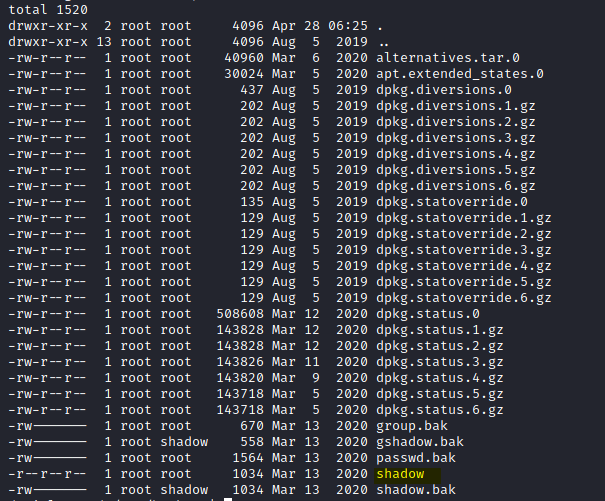 total 1520
drwxr-xr-x  2 root root     4096 Apr 28 06:25 .
drwxr-xr-x 13 root root     4096 Aug  5  2019 ..
-rw-r--r--  1 root root    40960 Mar  6  2020 alternatives.tar.0
-rw-r--r--  1 root root    30024 Mar  5  2020 apt.extended_states.0
-rw-r--r--  1 root root      437 Aug  5  2019 dpkg.diversions.0
-rw-r--r--  1 root root      202 Aug  5  2019 dpkg.diversions.1.gz
-rw-r--r--  1 root root      202 Aug  5  2019 dpkg.diversions.2.gz
-rw-r--r--  1 root root      202 Aug  5  2019 dpkg.diversions.3.gz
-rw-r--r--  1 root root      202 Aug  5  2019 dpkg.diversions.4.gz
-rw-r--r--  1 root root      202 Aug  5  2019 dpkg.diversions.5.gz
-rw-r--r--  1 root root      202 Aug  5  2019 dpkg.diversions.6.gz
-rw-r--r--  1 root root      135 Aug  5  2019 dpkg.statoverride.0
-rw-r--r--  1 root root      129 Aug  5  2019 dpkg.statoverride.1.gz
-rw-r--r--  1 root root      129 Aug  5  2019 dpkg.statoverride.2.gz
-rw-r--r--  1 root root      129 Aug  5  2019 dpkg.statoverride.3.gz
-rw-r--r--  1 root root      129 Aug  5  2019 dpkg.statoverride.4.gz
-rw-r--r--  1 root root      129 Aug  5  2019 dpkg.statoverride.5.gz
-rw-r--r--  1 root root      129 Aug  5  2019 dpkg.statoverride.6.gz
-rw-r--r--  1 root root   508608 Mar 12  2020 dpkg.status.0
-rw-r--r--  1 root root   143828 Mar 12  2020 dpkg.status.1.gz
-rw-r--r--  1 root root   143828 Mar 12  2020 dpkg.status.2.gz
-rw-r--r--  1 root root   143826 Mar 11  2020 dpkg.status.3.gz
-rw-r--r--  1 root root   143820 Mar  9  2020 dpkg.status.4.gz
-rw-r--r--  1 root root   143718 Mar  5  2020 dpkg.status.5.gz
-rw-r--r--  1 root root   143718 Mar  5  2020 dpkg.status.6.gz
-rw-------  1 root root      670 Mar 13  2020 group.bak
-rw-------  1 root shadow    558 Mar 13  2020 gshadow.bak
-rw-------  1 root root     1564 Mar 13  2020 passwd.bak
-r--r--r--  1 root root     1034 Mar 13  2020 shadow
-rw-------  1 root shadow   1034 Mar 13  2020 shadow.bak